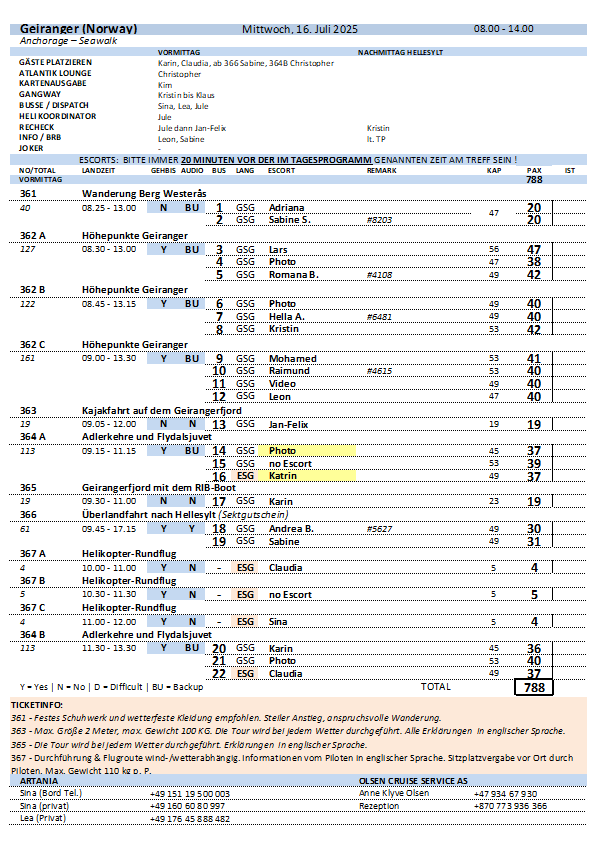 Geiranger (Norway) Mittwoch, 16. Juli 2025 08.00 - 14.00
Anchorage – Seawalk
VORMITTAG NACHMITTAG HELLESYLT
GÄSTE PLATZIEREN Karin, Claudia, ab 366 Sabine, 364B Christopher
ATLANTIK LOUNGE Christopher
KARTENAUSGABE Kim
GANGWAY Kristin bis Klaus
BUSSE / DISPATCH Sina, Lea, Jule
HELIKOORDINATOR Jule
RECHECK Jule dann Jan-Felix Kristin
INFO / BRB Leon, Sabine lt. TP
JOKER -
ESCORTS: BITTE IMMER 20 MINUTEN VOR DER IM TAGESPROGRAMM GENANNTEN ZEIT AM TREFF SEIN !
NO/TOTAL LANDZEIT GEHBIS AUDIO BUS LANG ESCORT REMARK KAP PAX IST
VORMITTAG 788
361 Wanderung Berg Westerås
40 08.25 - 13.00 N BU 1 GSG Adriana 47 20
2 GSG Sabine S. #8203 20
362 A Höhepunkte Geiranger
127 08.30 - 13.00 Y BU 3 GSG Lars 56 47
4 GSG Photo 47 38
5 GSG Romana B. #4108 49 42
362 B Höhepunkte Geiranger
122 08.45 - 13.15 Y BU 6 GSG Photo 49 40
7 GSG Hella A. #6481 49 40
8 GSG Kristin 53 42
362 C Höhepunkte Geiranger
161 09.00 - 13.30 Y BU 9 GSG Mohamed 53 41
10 GSG Raimund #4615 53 40
11 GSG Video 49 40
12 GSG Leon 47 40
363 Kajakfahrt auf dem Geirangerfjord
19 09.05 - 12.00 N N 13 GSG Jan-Felix 19 19
364 A Adlerkehre und Flydalsjuvet
113 09.15 - 11.15 Y BU 14 GSG Photo 45 37
15 GSG no Escort 53 39
16 ESG Katrin 49 37
365 Geirangerfjord mit dem RIB-Boot
19 09.30 - 11.00 N N 17 GSG Karin 23 19
366 Überlandfahrt nach Hellesylt (Sektgutschein)
61 09.45 - 17.15 Y Y 18 GSG Andrea B. #5627 49 30
19 GSG Sabine 49 31
367 A Helikopter-Rundflug
4 10.00 - 11.00 Y N - ESG Claudia 5 4
367 B Helikopter-Rundflug
5 10.30 - 11.30 Y N - ESG no Escort 5 5
367 C Helikopter-Rundflug
4 11.00 - 12.00 Y N - ESG Sina 5 4
364 B Adlerkehre und Flydalsjuvet
113 11.30 - 13.30 Y BU 20 GSG Karin 45 36
21 GSG Photo 53 40
22 ESG Claudia 49 37
Y = Yes | N = No | D = Difficult | BU = Backup TOTAL 788
TICKETINFO:
361 - Festes Schuhwerk und wetterfeste Kleidung empfohlen. Steiler Anstieg, anspruchsvolle Wanderung.
363 - Max. Größe 2 Meter, max. Gewicht 100 KG. Die Tour wird bei jedem Wetter durchgeführt. Alle Erklärungen in englischer Sprache.
365 - Die Tour wird bei jedem Wetter durchgeführt. Erklärungen in englischer Sprache.
367 - Durchführung & Flugroute wind-/wetterabhängig. Informationen vom Piloten in englischer Sprache. Sitzplatzvergabe vor Ort durch
Piloten. Max. Gewicht 110 kg p. P.
ARTANIA OLSEN CRUISE SERVICE AS
Sina (Bord Tel.) +49 151 19 500 003 Anne Klyve Olsen +47 934 67 930
Sina (privat) +49 160 60 80 997 Rezeption +870 773 936 366
Lea (Privat) +49 176 45 888 482